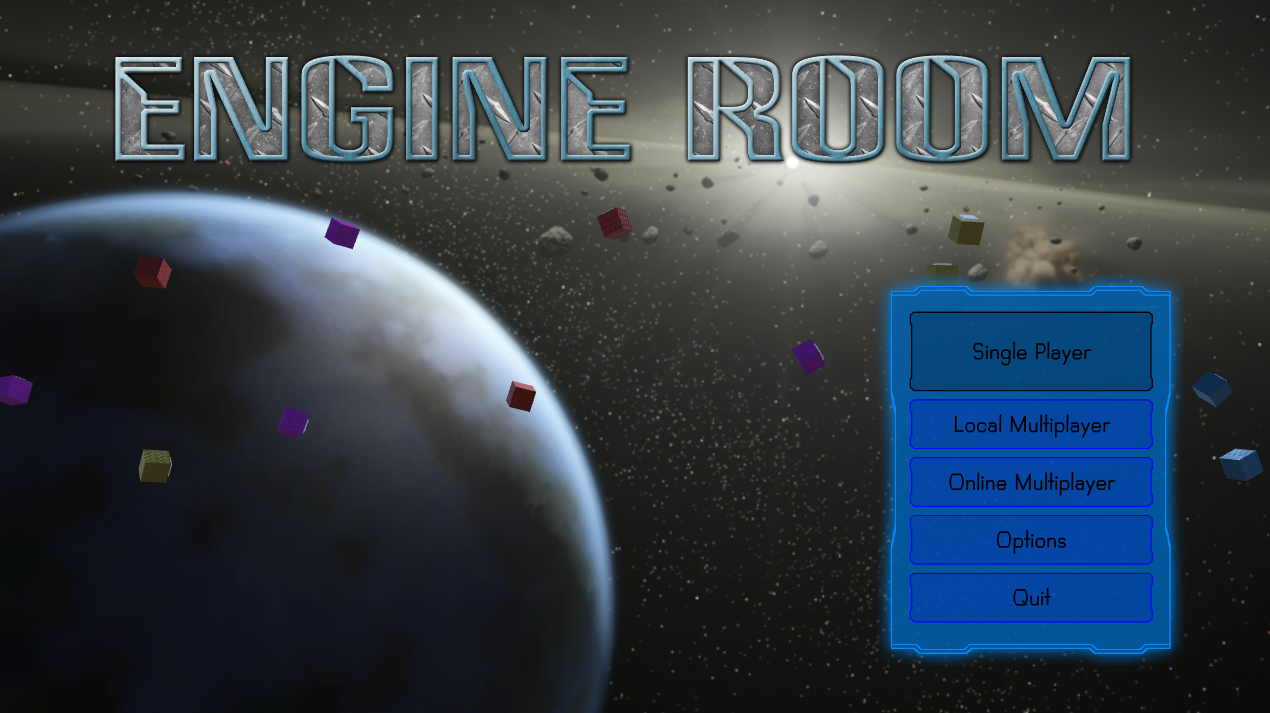 ENGINE ROOM
Single Player
Local Multiplayer
Online Multiplayer
Options
Quit